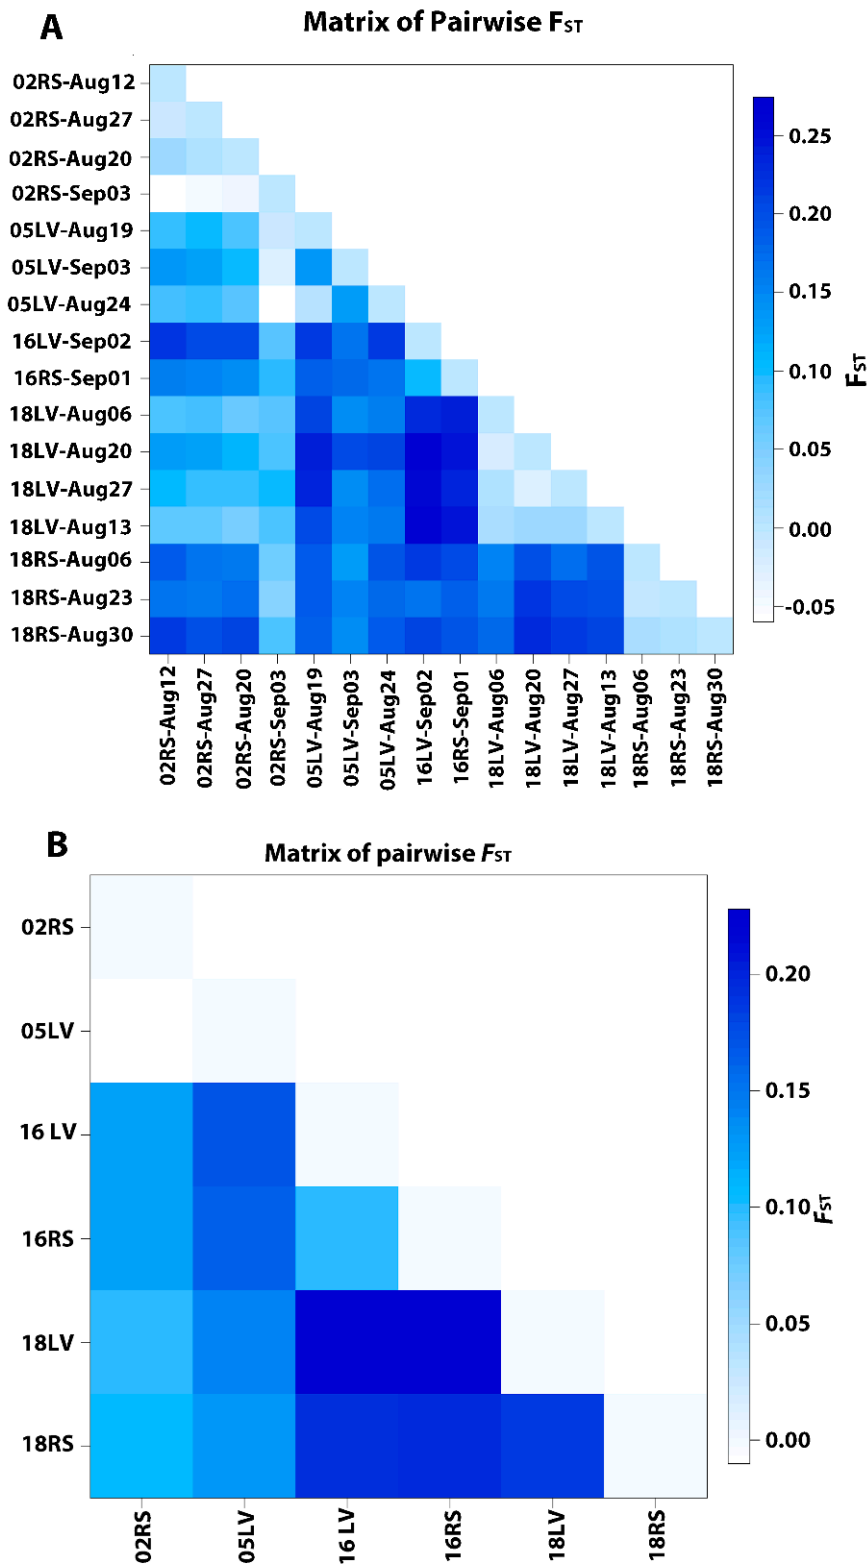 A
Matrix of Pairwise FST
02RS-Aug12
02RS-Aug27
02RS-Aug20
02RS-Sep03
05LV-Aug19
05LV-Sep03
05LV-Aug24
16LV-Sep02
16RS-Sep01
18LV-Aug06
18LV-Aug20
18LV-Aug27
18LV-Aug13
18RS-Aug06
18RS-Aug23
18RS-Aug30
0.25
0.20
0.15
0.10
0.05
0.00
-0.05
FST
02RS-Aug12
02RS-Aug27
02RS-Aug20
02RS-Sep03
05LV-Aug19
05LV-Sep03
05LV-Aug24
16LV-Sep02
16RS-Sep01
18LV-Aug06
18LV-Aug20
18LV-Aug27
18LV-Aug13
18RS-Aug06
18RS-Aug23
18RS-Aug30
B
Matrix of pairwise FST
02RS
05LV
16 LV
16RS
18LV
18RS
0.20
0.15
0.10
0.05
0.00
FST
02RS
05LV
16 LV
16RS
18LV
18RS